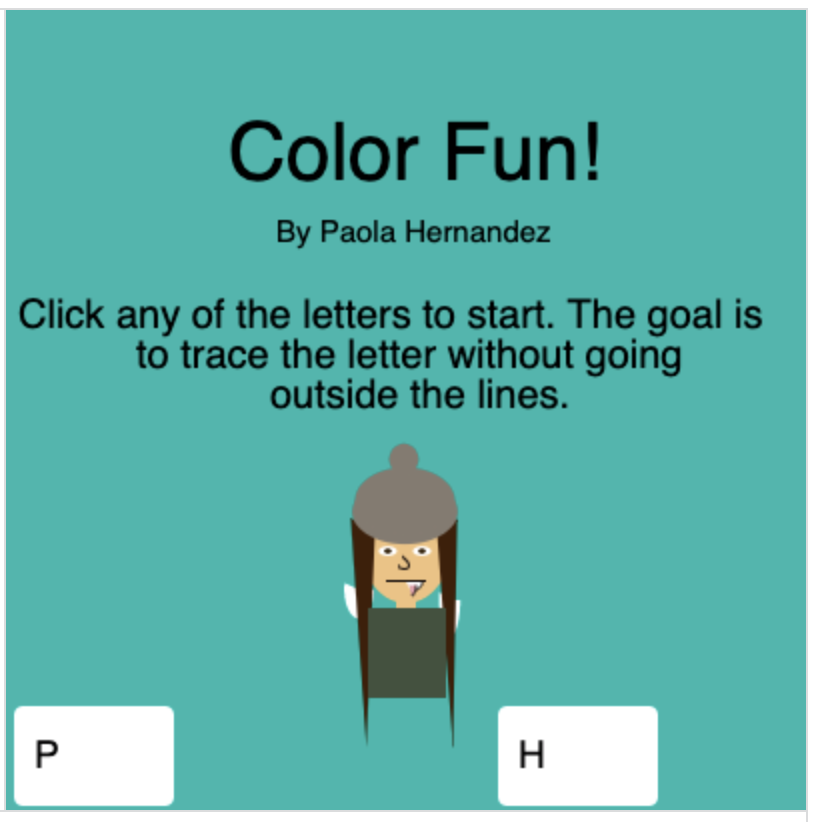 Color Fun!
By Paola Hernandez
Click any of the letters to start. The goal is
to trace the letter without going
outside the lines.
P
H